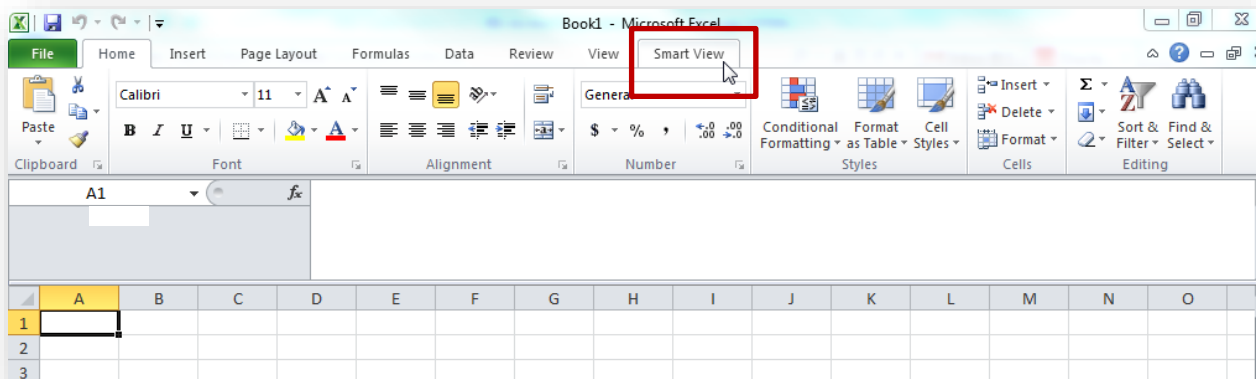 Book1 - Microsoft Excel
File Home Insert Page Layout Formulas Data Review View Smart View
Calibri 11 A A General Insert Σ
Paste Delete
B I U A $ % , .0 .00 .00 .0 Conditional Formatting Format as Table Cell Styles Format Sort & Filter Find & Select
Clipboard Font Alignment Number Styles Cells Editing
A1 fx
A B C D E F G H I J K L M N O
1
2
3